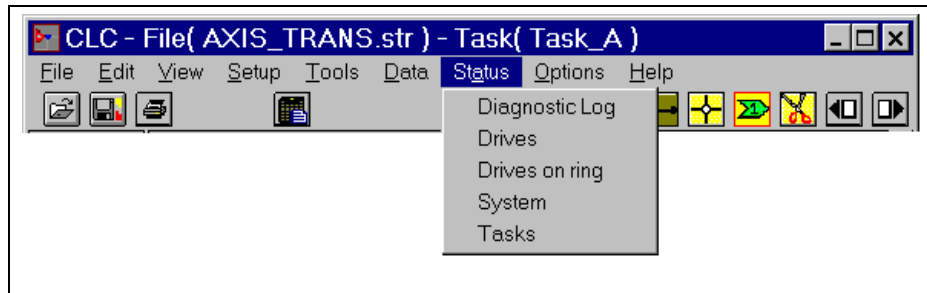 CLC - File( AXIS_TRANS.str ) - Task( Task_A )
File Edit View Setup Tools Data Status Options Help
Diagnostic Log
Drives
Drives on ring
System
Tasks